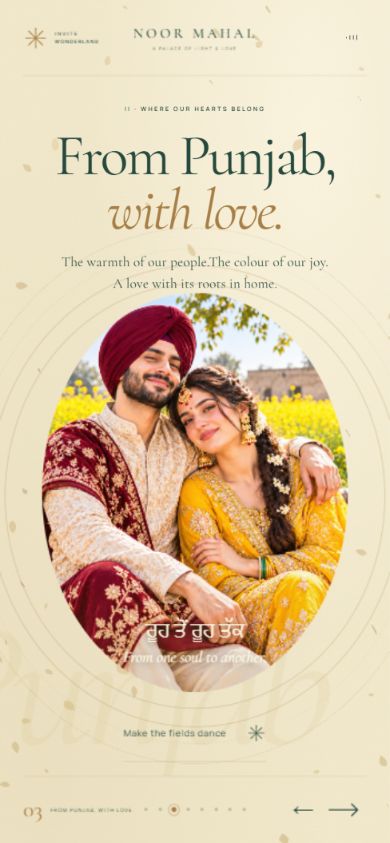 INVITE
WONDERLAND
NOOR MAHAL
A PALACE OF LIGHT & LOVE
II · WHERE OUR HEARTS BELONG
From Punjab,
with love.
The warmth of our people.The colour of our joy.
A love with its roots in home.
ਰੂਹ ਤੋਂ ਰੂਹ ਤੱਕ
From one soul to another.
Punjab
Make the fields dance
03 FROM PUNJAB, WITH LOVE